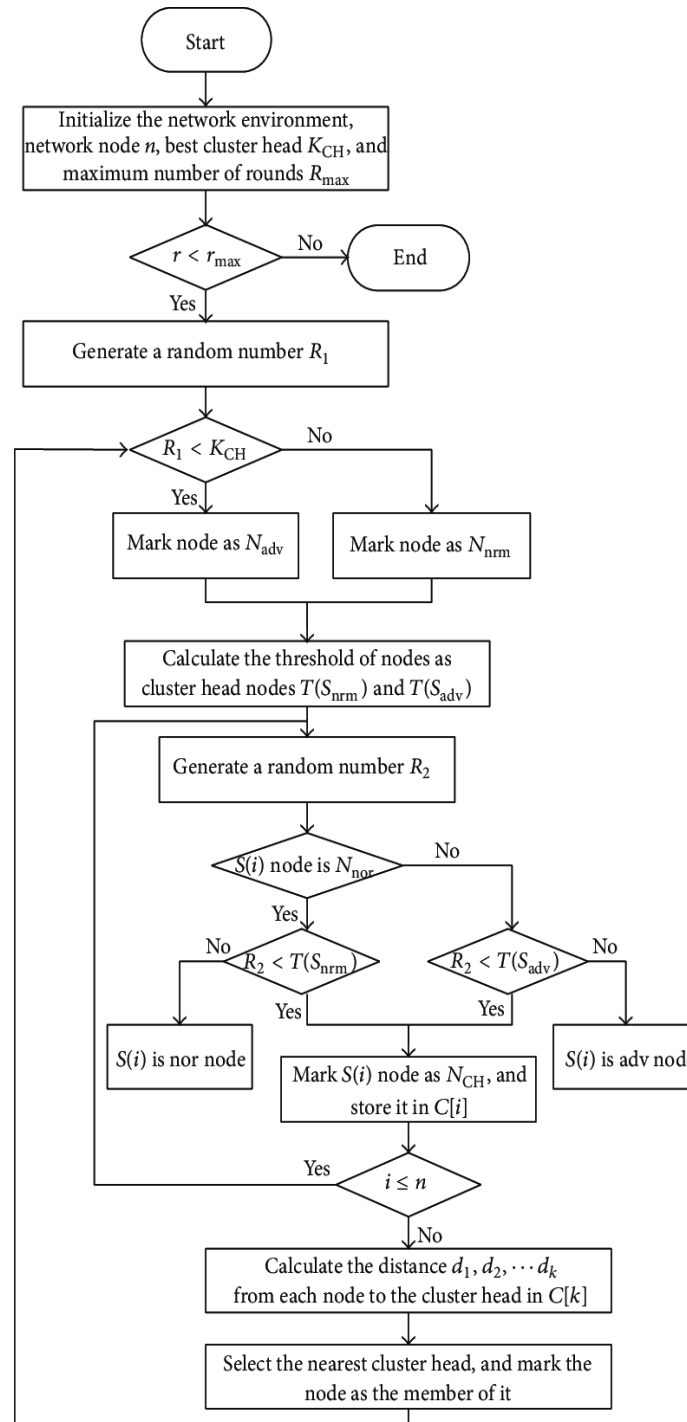 Start
Initialize the network environment,
network node n, best cluster head K_CH, and
maximum number of rounds R_max
r < r_max
No
End
Yes
Generate a random number R_1
R_1 < K_CH
No
Yes
Mark node as N_adv
Mark node as N_nrm
Calculate the threshold of nodes as
cluster head nodes T(S_nrm) and T(S_adv)
Generate a random number R_2
S(i) node is N_nor
No
Yes
No
R_2 < T(S_nrm)
R_2 < T(S_adv)
No
Yes
Yes
S(i) is nor node
S(i) is adv node
Mark S(i) node as N_CH, and
store it in C[i]
Yes
i ≤ n
No
Calculate the distance d_1, d_2, ⋯ d_k
from each node to the cluster head in C[k]
Select the nearest cluster head, and mark the
node as the member of it